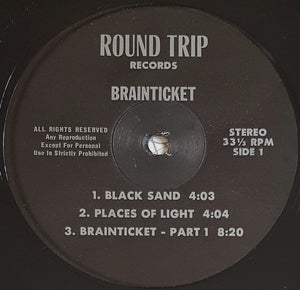 ROUND TRIP
RECORDS
BRAINTICKET
ALL RIGHTS RESERVED
Any Reproduction
Except For Personal
Use Is Strictly Prohibited
STEREO
33⅓ RPM
SIDE 1
1. BLACK SAND 4:03
2. PLACES OF LIGHT 4:04
3. BRAINTICKET - PART 1 8:20